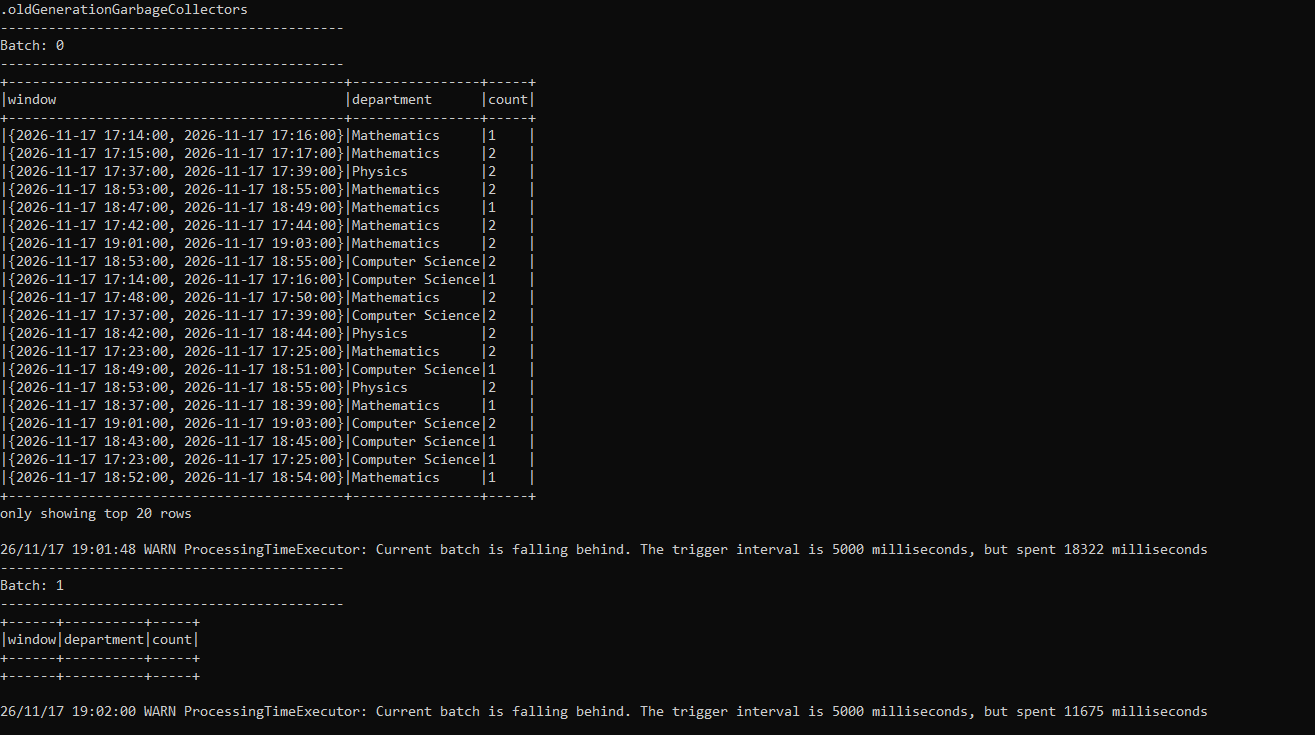 .oldGenerationGarbageCollectors
-------------------------------------------
Batch: 0
-------------------------------------------
+------------------------------------------+----------------+-----+
|window                                    |department      |count|
+------------------------------------------+----------------+-----+
|{2026-11-17 17:14:00, 2026-11-17 17:16:00}|Mathematics     |1    |
|{2026-11-17 17:15:00, 2026-11-17 17:17:00}|Mathematics     |2    |
|{2026-11-17 17:37:00, 2026-11-17 17:39:00}|Physics         |2    |
|{2026-11-17 18:53:00, 2026-11-17 18:55:00}|Mathematics     |2    |
|{2026-11-17 18:47:00, 2026-11-17 18:49:00}|Mathematics     |1    |
|{2026-11-17 17:42:00, 2026-11-17 17:44:00}|Mathematics     |2    |
|{2026-11-17 19:01:00, 2026-11-17 19:03:00}|Mathematics     |2    |
|{2026-11-17 18:53:00, 2026-11-17 18:55:00}|Computer Science|2    |
|{2026-11-17 17:14:00, 2026-11-17 17:16:00}|Computer Science|1    |
|{2026-11-17 17:48:00, 2026-11-17 17:50:00}|Mathematics     |2    |
|{2026-11-17 17:37:00, 2026-11-17 17:39:00}|Computer Science|2    |
|{2026-11-17 18:42:00, 2026-11-17 18:44:00}|Physics         |2    |
|{2026-11-17 17:23:00, 2026-11-17 17:25:00}|Mathematics     |2    |
|{2026-11-17 18:49:00, 2026-11-17 18:51:00}|Computer Science|1    |
|{2026-11-17 18:53:00, 2026-11-17 18:55:00}|Physics         |2    |
|{2026-11-17 18:37:00, 2026-11-17 18:39:00}|Mathematics     |1    |
|{2026-11-17 19:01:00, 2026-11-17 19:03:00}|Computer Science|2    |
|{2026-11-17 18:43:00, 2026-11-17 18:45:00}|Computer Science|1    |
|{2026-11-17 17:23:00, 2026-11-17 17:25:00}|Computer Science|1    |
|{2026-11-17 18:52:00, 2026-11-17 18:54:00}|Mathematics     |1    |
+------------------------------------------+----------------+-----+
only showing top 20 rows
26/11/17 19:01:48 WARN ProcessingTimeExecutor: Current batch is falling behind. The trigger interval is 5000 milliseconds, but spent 18322 milliseconds
-------------------------------------------
Batch: 1
-------------------------------------------
+------+----------+-----+
|window|department|count|
+------+----------+-----+
+------+----------+-----+
26/11/17 19:02:00 WARN ProcessingTimeExecutor: Current batch is falling behind. The trigger interval is 5000 milliseconds, but spent 11675 milliseconds